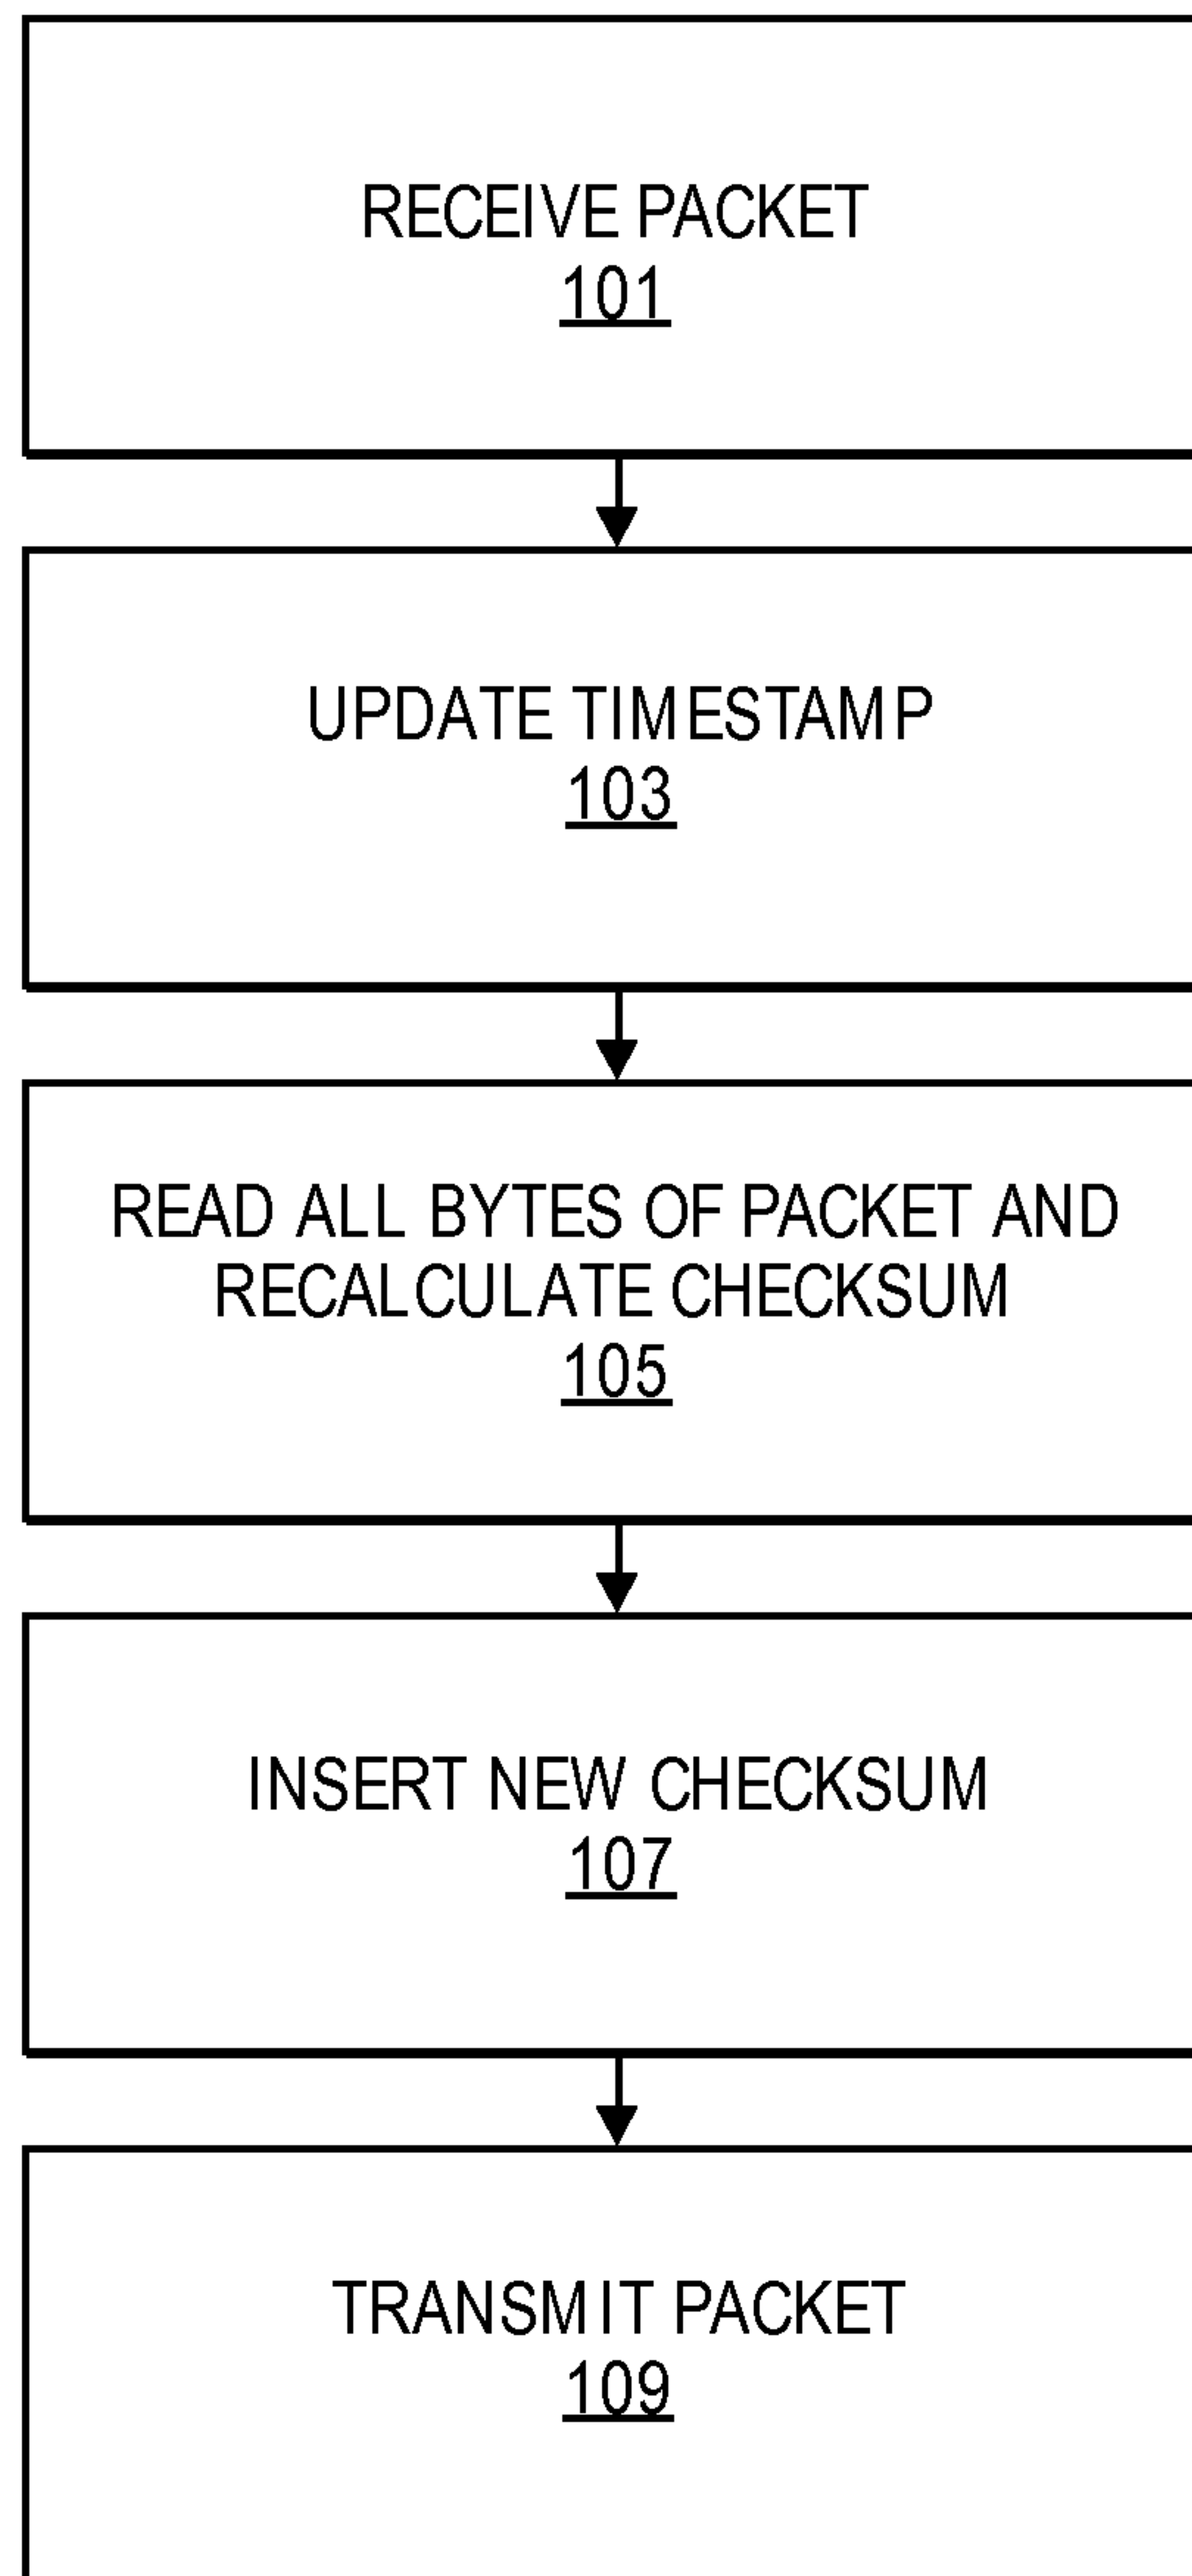 RECEIVE PACKET
101
UPDATE TIMESTAMP
103
READ ALL BYTES OF PACKET AND
RECALCULATE CHECKSUM
105
INSERT NEW CHECKSUM
107
TRANSMIT PACKET
109